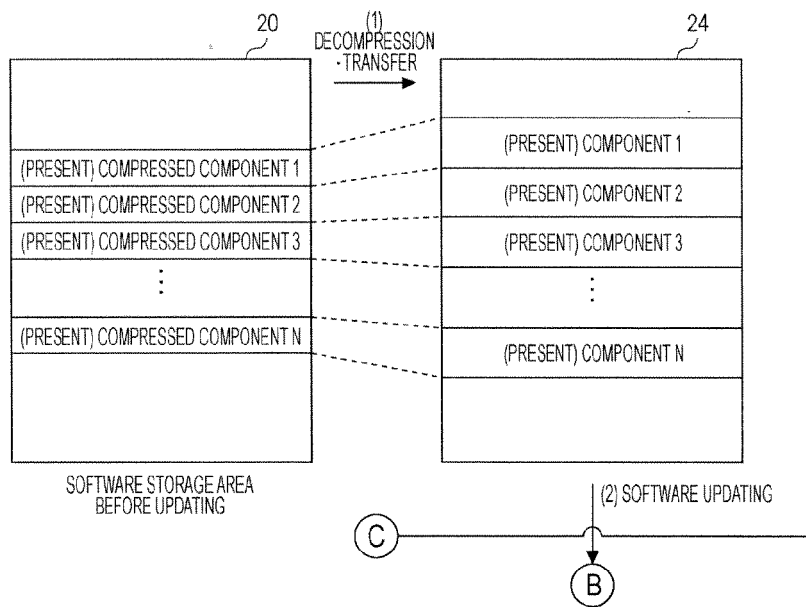 20
(1)
DECOMPRESSION
·TRANSFER
24
(PRESENT) COMPRESSED COMPONENT 1
(PRESENT) COMPRESSED COMPONENT 2
(PRESENT) COMPRESSED COMPONENT 3
⋮
(PRESENT) COMPRESSED COMPONENT N
(PRESENT) COMPONENT 1
(PRESENT) COMPONENT 2
(PRESENT) COMPONENT 3
⋮
(PRESENT) COMPONENT N
SOFTWARE STORAGE AREA
BEFORE UPDATING
(2) SOFTWARE UPDATING
C
B